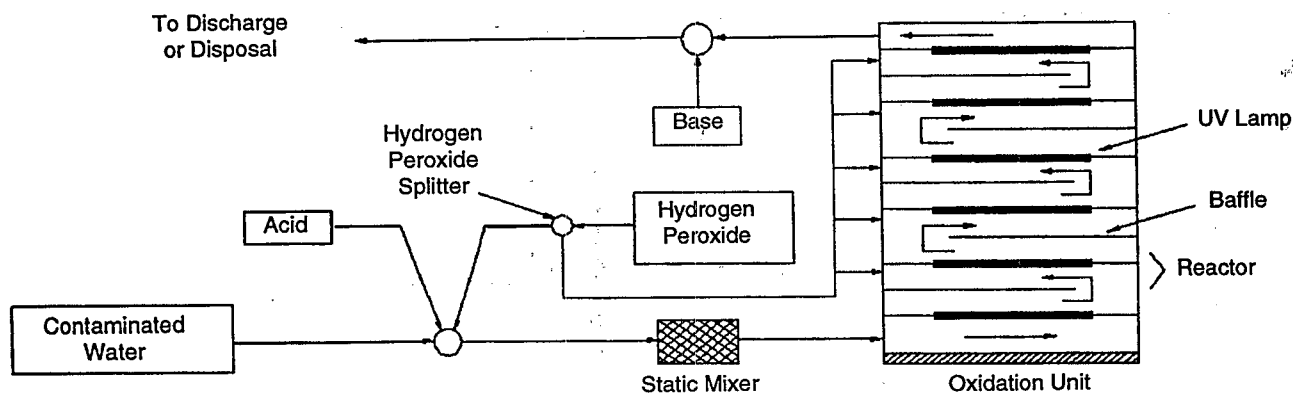 To Discharge
or Disposal
Base
Hydrogen
Peroxide
Splitter
UV Lamp
Acid
Hydrogen
Peroxide
Baffle
Reactor
Contaminated
Water
Static Mixer
Oxidation Unit